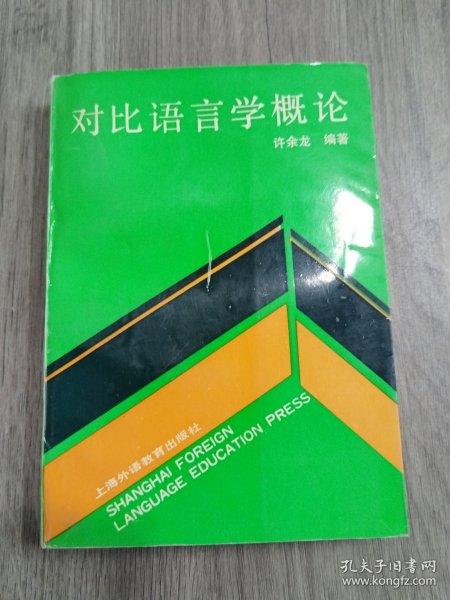 对比语言学概论
许余龙 编著
上海外语教育出版社
SHANGHAI FOREIGN
LANGUAGE EDUCATION PRESS
孔夫子旧书网
www.kongfz.com